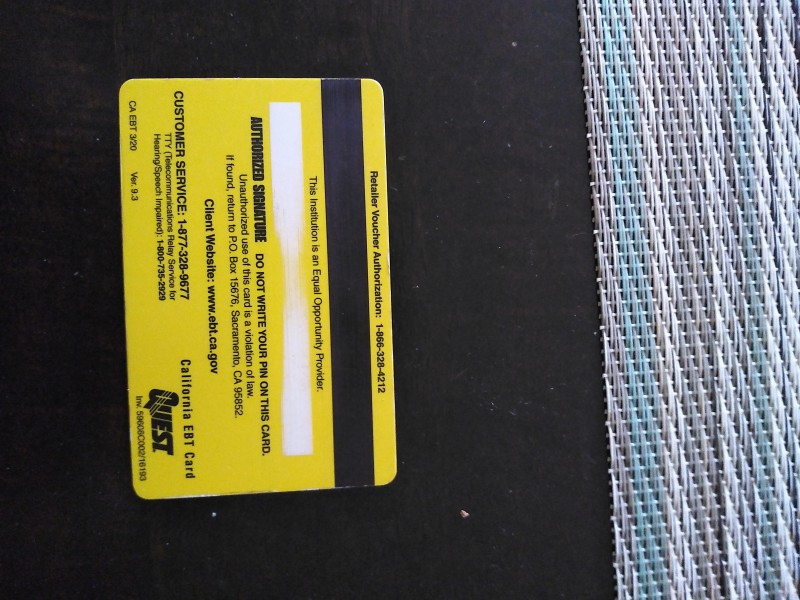 Retailer Voucher Authorization: 1-866-328-4212
This Institution is an Equal Opportunity Provider.
AUTHORIZED SIGNATURE DO NOT WRITE YOUR PIN ON THIS CARD.
Unauthorized use of this card is a violation of law.
If found, return to P.O. Box 15676, Sacramento, CA 95852.
Client Website: www.ebt.ca.gov
CUSTOMER SERVICE: 1-877-328-9677
TTY (Telecommunications Relay Service for
Hearing/Speech Impaired): 1-800-735-2929
California EBT Card
QUEST
CA EBT 3/20 Ver. 9.3
Inv. 59608C002/16193